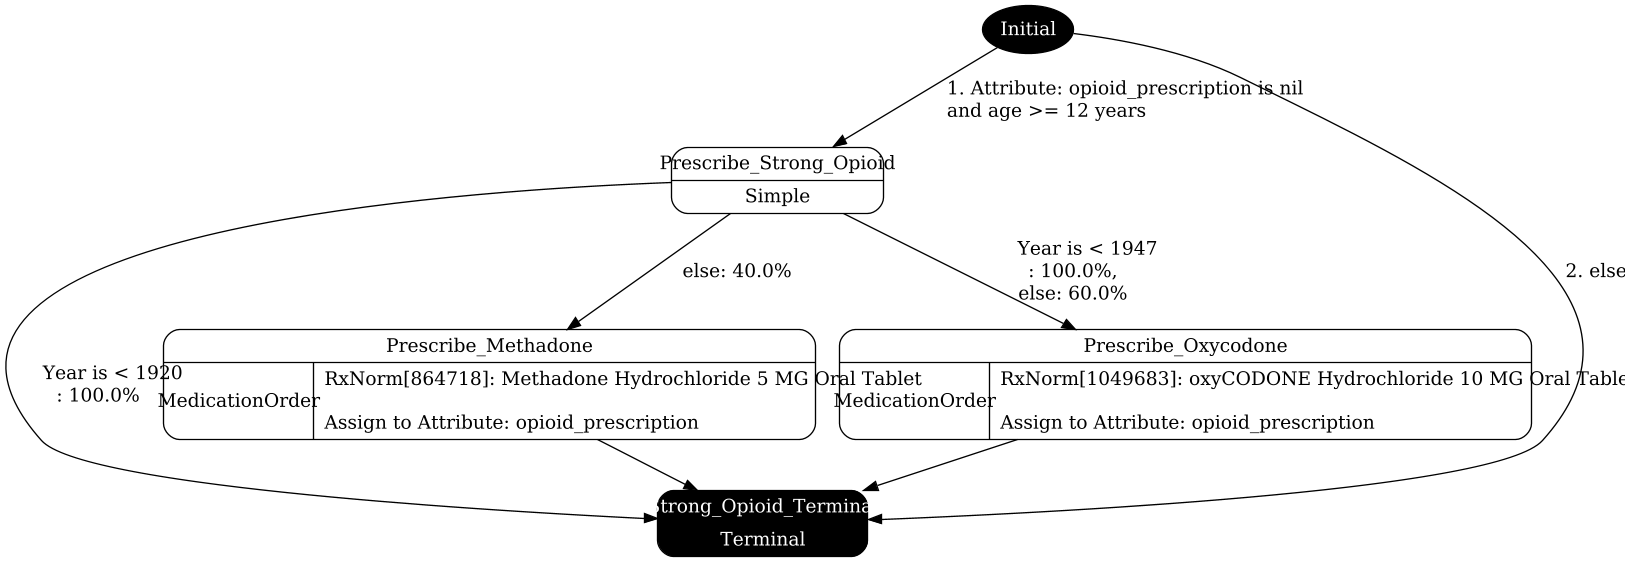 Initial
1. Attribute: opioid_prescription is nil
and age >= 12 years
Prescribe_Strong_Opioid
Simple
Year is < 1947
: 100.0%,
else: 60.0%
else: 40.0%
2. else
Year is < 1920
: 100.0%
Prescribe_Methadone
MedicationOrder
RxNorm[864718]: Methadone Hydrochloride 5 MG Oral Tablet
Assign to Attribute: opioid_prescription
Prescribe_Oxycodone
MedicationOrder
RxNorm[1049683]: oxyCODONE Hydrochloride 10 MG Oral Table
Assign to Attribute: opioid_prescription
Strong_Opioid_Terminal
Terminal